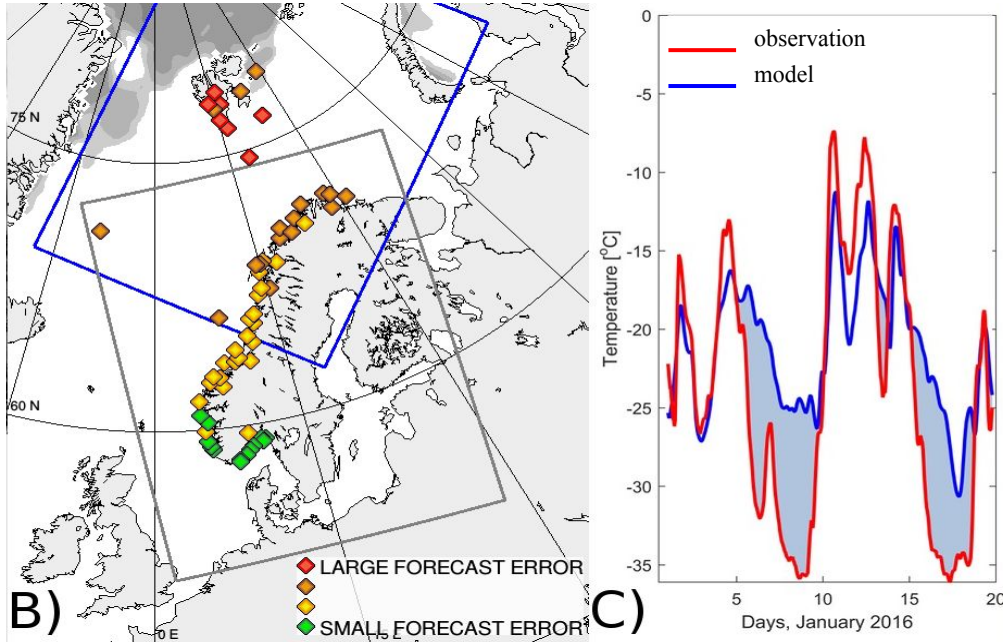 75 N
60 N
0 E
15 E
LARGE FORECAST ERROR
SMALL FORECAST ERROR
B)
0
-5
-10
-15
-20
-25
-30
-35
Temperature [°C]
observation
model
5
10
15
20
Days, January 2016
C)